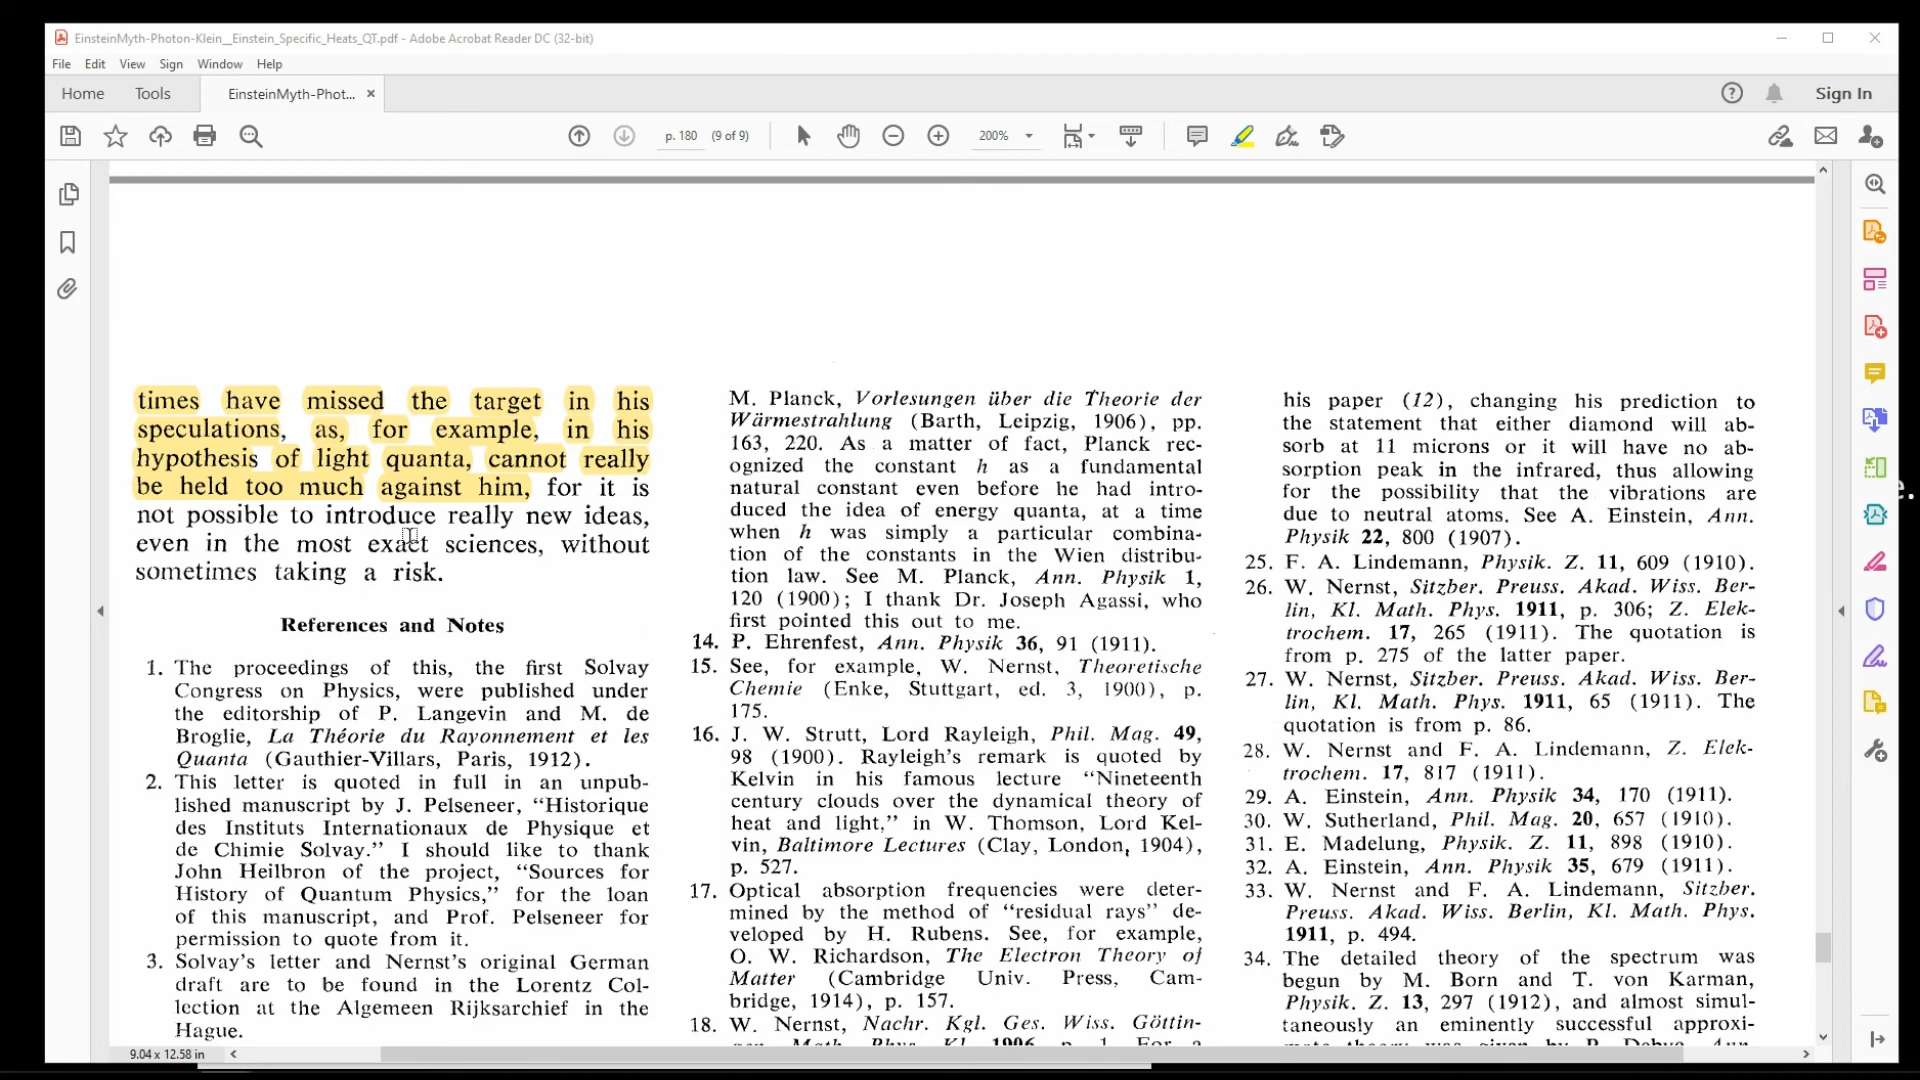 EinsteinMyth-Photon-Klein__Einstein_Specific_Heats_QT.pdf - Adobe Acrobat Reader DC (32-bit)
File Edit View Sign Window Help
Home Tools EinsteinMyth-Phot... × Sign In
p. 180 (9 of 9) 200%
times have missed the target in his
speculations, as, for example, in his
hypothesis of light quanta, cannot really
be held too much against him, for it is
not possible to introduce really new ideas,
even in the most exact sciences, without
sometimes taking a risk.
References and Notes
1. The proceedings of this, the first Solvay
Congress on Physics, were published under
the editorship of P. Langevin and M. de
Broglie, La Théorie du Rayonnement et les
Quanta (Gauthier-Villars, Paris, 1912).
2. This letter is quoted in full in an unpub-
lished manuscript by J. Pelseneer, “Historique
des Instituts Internationaux de Physique et
de Chimie Solvay.” I should like to thank
John Heilbron of the project, “Sources for
History of Quantum Physics,” for the loan
of this manuscript, and Prof. Pelseneer for
permission to quote from it.
3. Solvay's letter and Nernst's original German
draft are to be found in the Lorentz Col-
lection at the Algemeen Rijksarchief in the
Hague.
M. Planck, Vorlesungen über die Theorie der
Wärmestrahlung (Barth, Leipzig, 1906), pp.
163, 220. As a matter of fact, Planck rec-
ognized the constant h as a fundamental
natural constant even before he had intro-
duced the idea of energy quanta, at a time
when h was simply a particular combina-
tion of the constants in the Wien distribu-
tion law. See M. Planck, Ann. Physik 1,
120 (1900); I thank Dr. Joseph Agassi, who
first pointed this out to me.
14. P. Ehrenfest, Ann. Physik 36, 91 (1911).
15. See, for example, W. Nernst, Theoretische
Chemie (Enke, Stuttgart, ed. 3, 1900), p.
175.
16. J. W. Strutt, Lord Rayleigh, Phil. Mag. 49,
98 (1900). Rayleigh's remark is quoted by
Kelvin in his famous lecture “Nineteenth
century clouds over the dynamical theory of
heat and light,” in W. Thomson, Lord Kel-
vin, Baltimore Lectures (Clay, London, 1904),
p. 527.
17. Optical absorption frequencies were deter-
mined by the method of “residual rays” de-
veloped by H. Rubens. See, for example,
O. W. Richardson, The Electron Theory of
Matter (Cambridge Univ. Press, Cam-
bridge, 1914), p. 157.
18. W. Nernst, Nachr. Kgl. Ges. Wiss. Göttin-
his paper (12), changing his prediction to
the statement that either diamond will ab-
sorb at 11 microns or it will have no ab-
sorption peak in the infrared, thus allowing
for the possibility that the vibrations are
due to neutral atoms. See A. Einstein, Ann.
Physik 22, 800 (1907).
25. F. A. Lindemann, Physik. Z. 11, 609 (1910).
26. W. Nernst, Sitzber. Preuss. Akad. Wiss. Ber-
lin, Kl. Math. Phys. 1911, p. 306; Z. Elek-
trochem. 17, 265 (1911). The quotation is
from p. 275 of the latter paper.
27. W. Nernst, Sitzber. Preuss. Akad. Wiss. Ber-
lin, Kl. Math. Phys. 1911, 65 (1911). The
quotation is from p. 86.
28. W. Nernst and F. A. Lindemann, Z. Elek-
trochem. 17, 817 (1911).
29. A. Einstein, Ann. Physik 34, 170 (1911).
30. W. Sutherland, Phil. Mag. 20, 657 (1910).
31. E. Madelung, Physik. Z. 11, 898 (1910).
32. A. Einstein, Ann. Physik 35, 679 (1911).
33. W. Nernst and F. A. Lindemann, Sitzber.
Preuss. Akad. Wiss. Berlin, Kl. Math. Phys.
1911, p. 494.
34. The detailed theory of the spectrum was
begun by M. Born and T. von Karman,
Physik. Z. 13, 297 (1912), and almost simul-
taneously an eminently successful approxi-
9.04 x 12.58 in
e.